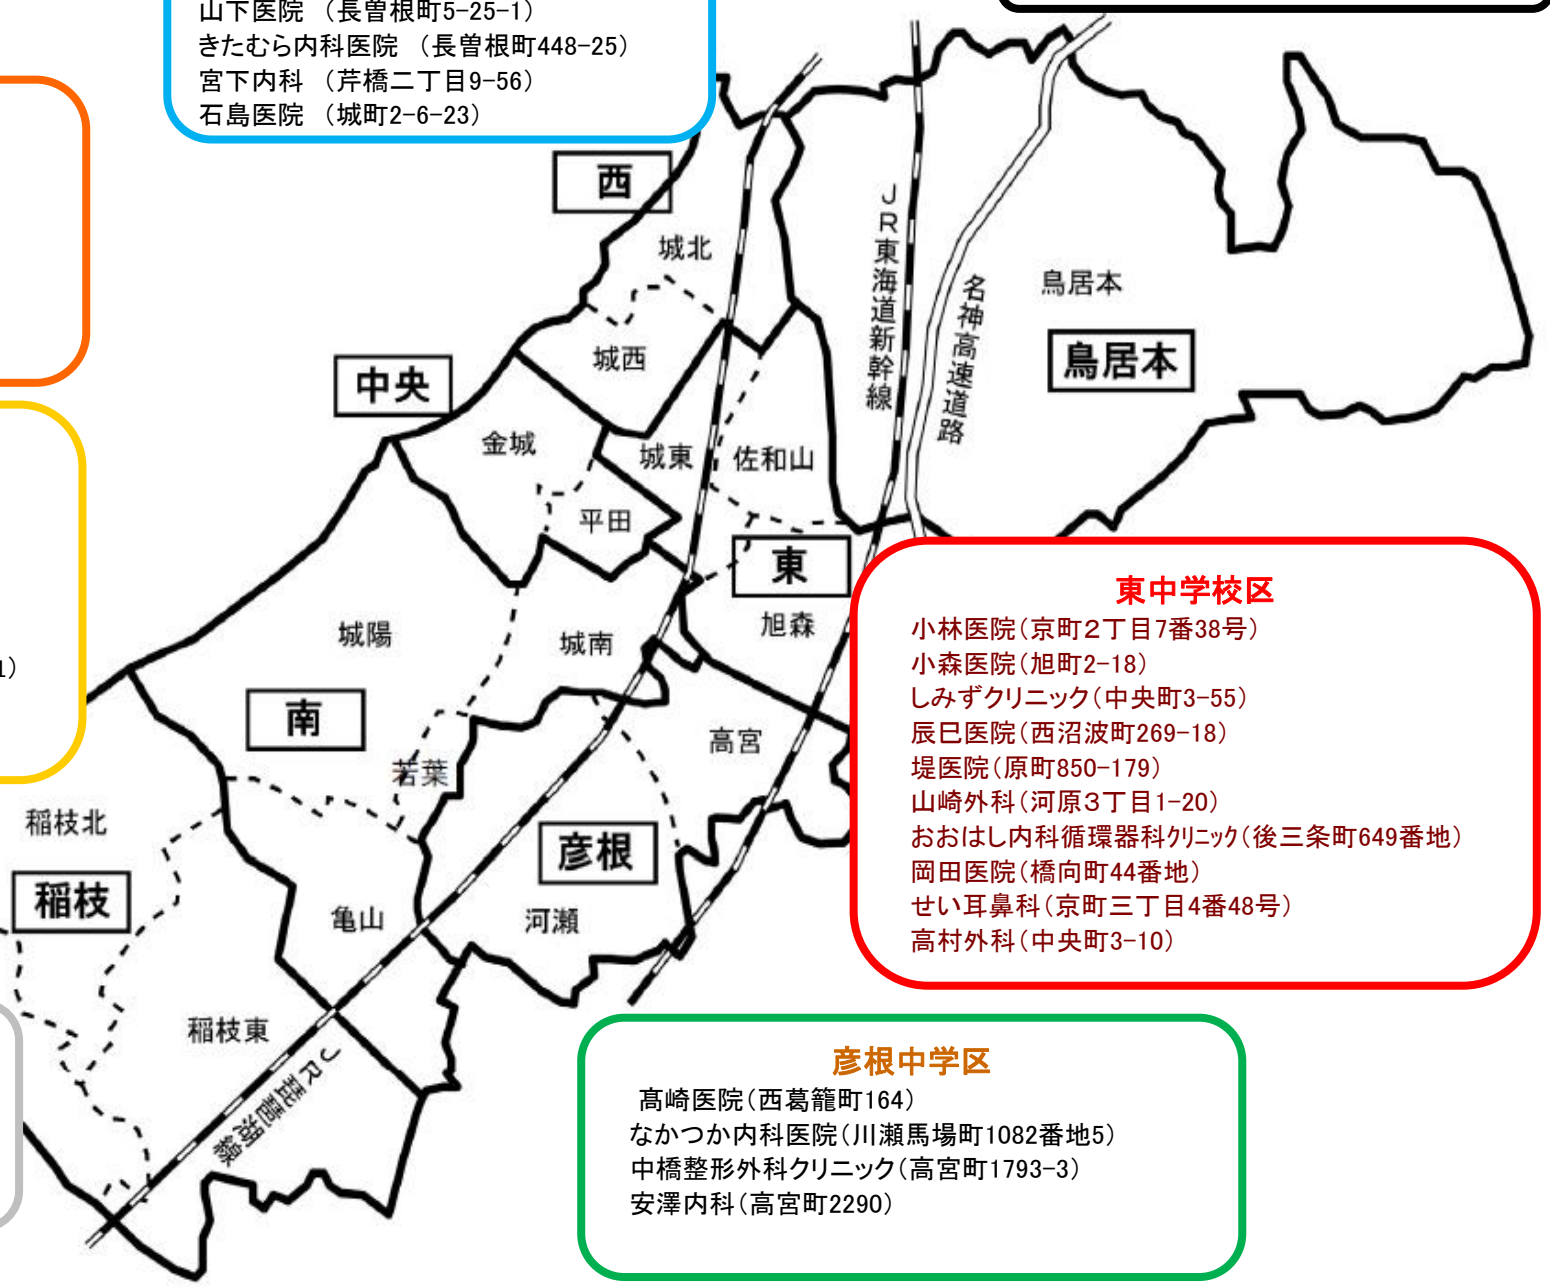 山下医院 （長曽根町5-25-1）
きたむら内科医院 （長曽根町448-25）
宮下内科 （芹橋二丁目9-56）
石島医院 （城町2-6-23）
西
城北
JR東海道新幹線
名神高速道路
鳥居本
鳥居本
城西
中央
金城
城東
佐和山
平田
東
旭森
城陽
城南
1）
南
高宮
若葉
稲枝北
彦根
稲枝
亀山
河瀬
稲枝東
JR琵琶湖線
東中学校区
小林医院（京町２丁目7番38号）
小森医院（旭町2-18）
しみずクリニック（中央町3-55）
辰巳医院（西沼波町269-18）
堤医院（原町850-179）
山崎外科（河原３丁目1-20）
おおはし内科循環器科クリニック（後三条町649番地）
岡田医院（橋向町44番地）
せい耳鼻科（京町三丁目4番48号）
高村外科（中央町3-10）
彦根中学区
髙崎医院（西葛籠町164）
なかつか内科医院（川瀬馬場町1082番地5）
中橋整形外科クリニック（高宮町1793-3）
安澤内科（高宮町2290）